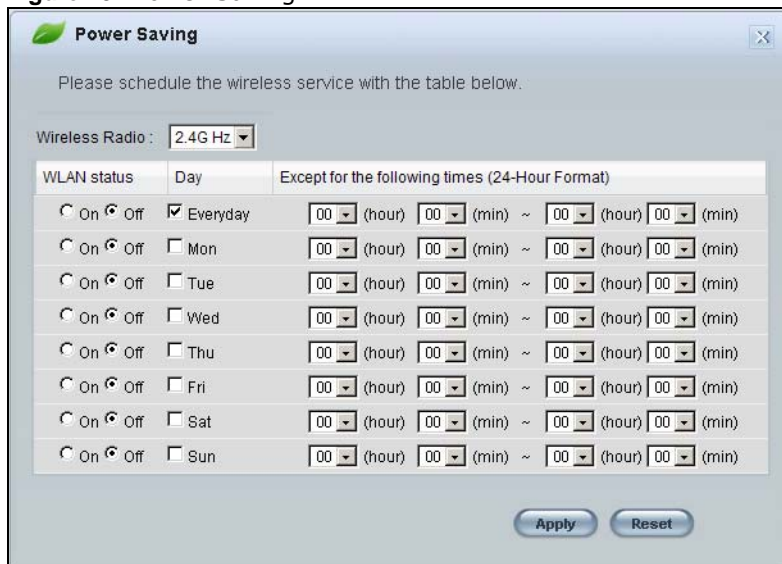 Power Saving
Please schedule the wireless service with the table below.
Wireless Radio : 2.4G Hz
WLAN status Day Except for the following times (24-Hour Format)
On Off Everyday 00 (hour) 00 (min) ~ 00 (hour) 00 (min)
On Off Mon 00 (hour) 00 (min) ~ 00 (hour) 00 (min)
On Off Tue 00 (hour) 00 (min) ~ 00 (hour) 00 (min)
On Off Wed 00 (hour) 00 (min) ~ 00 (hour) 00 (min)
On Off Thu 00 (hour) 00 (min) ~ 00 (hour) 00 (min)
On Off Fri 00 (hour) 00 (min) ~ 00 (hour) 00 (min)
On Off Sat 00 (hour) 00 (min) ~ 00 (hour) 00 (min)
On Off Sun 00 (hour) 00 (min) ~ 00 (hour) 00 (min)
Apply Reset